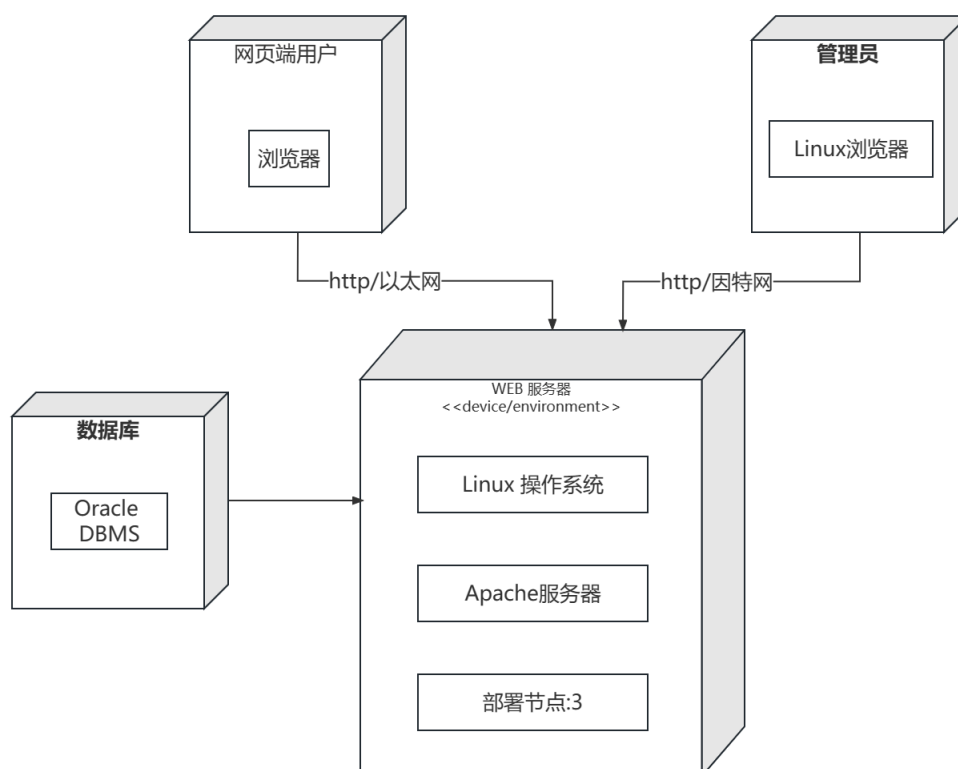 网页端用户
浏览器
管理员
Linux浏览器
http/以太网
http/因特网
WEB 服务器
<<device/environment>>
数据库
Oracle
DBMS
Linux 操作系统
Apache服务器
部署节点:3